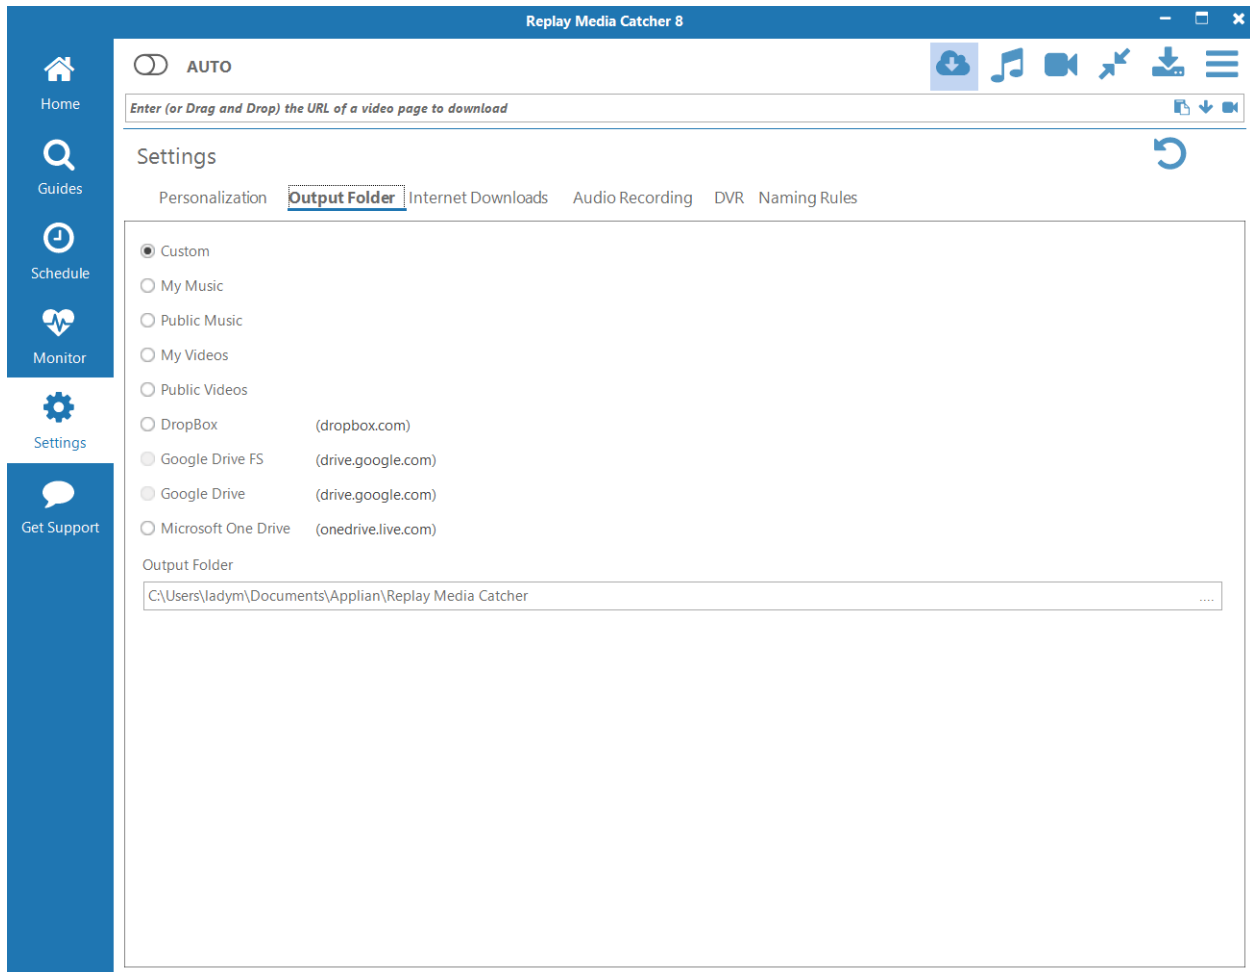 Replay Media Catcher 8
Home
AUTO
Enter (or Drag and Drop) the URL of a video page to download
Guides
Settings
Personalization Output Folder Internet Downloads Audio Recording DVR Naming Rules
Schedule
Custom
My Music
Public Music
Monitor
My Videos
Public Videos
Settings
DropBox (dropbox.com)
Google Drive FS (drive.google.com)
Google Drive (drive.google.com)
Get Support
Microsoft One Drive (onedrive.live.com)
Output Folder
C:\Users\ladym\Documents\Applian\Replay Media Catcher ....